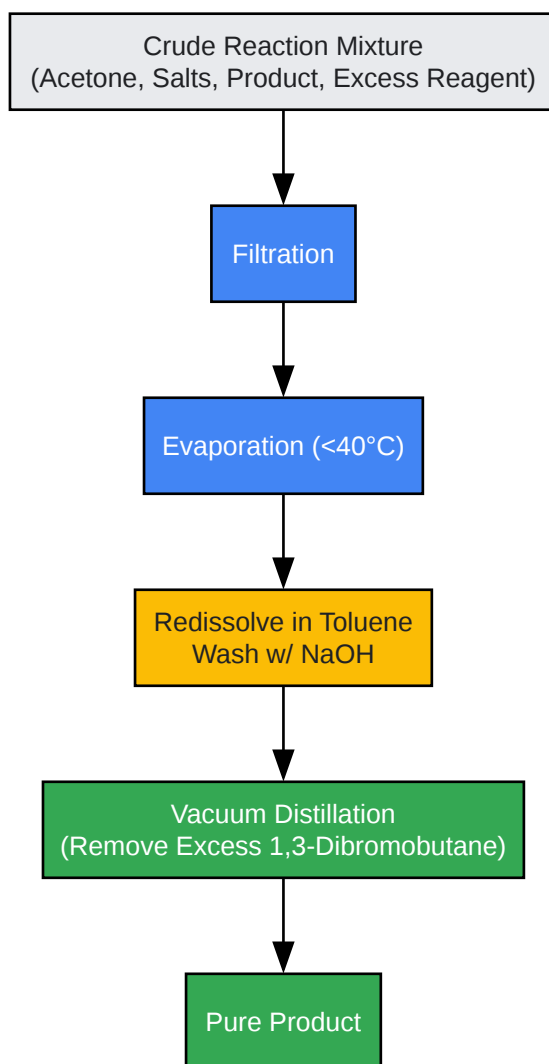 Crude Reaction Mixture
(Acetone, Salts, Product, Excess Reagent)
Filtration
Evaporation (<40°C)
Redissolve in Toluene
Wash w/ NaOH
Vacuum Distillation
(Remove Excess 1,3-Dibromobutane)
Pure Product